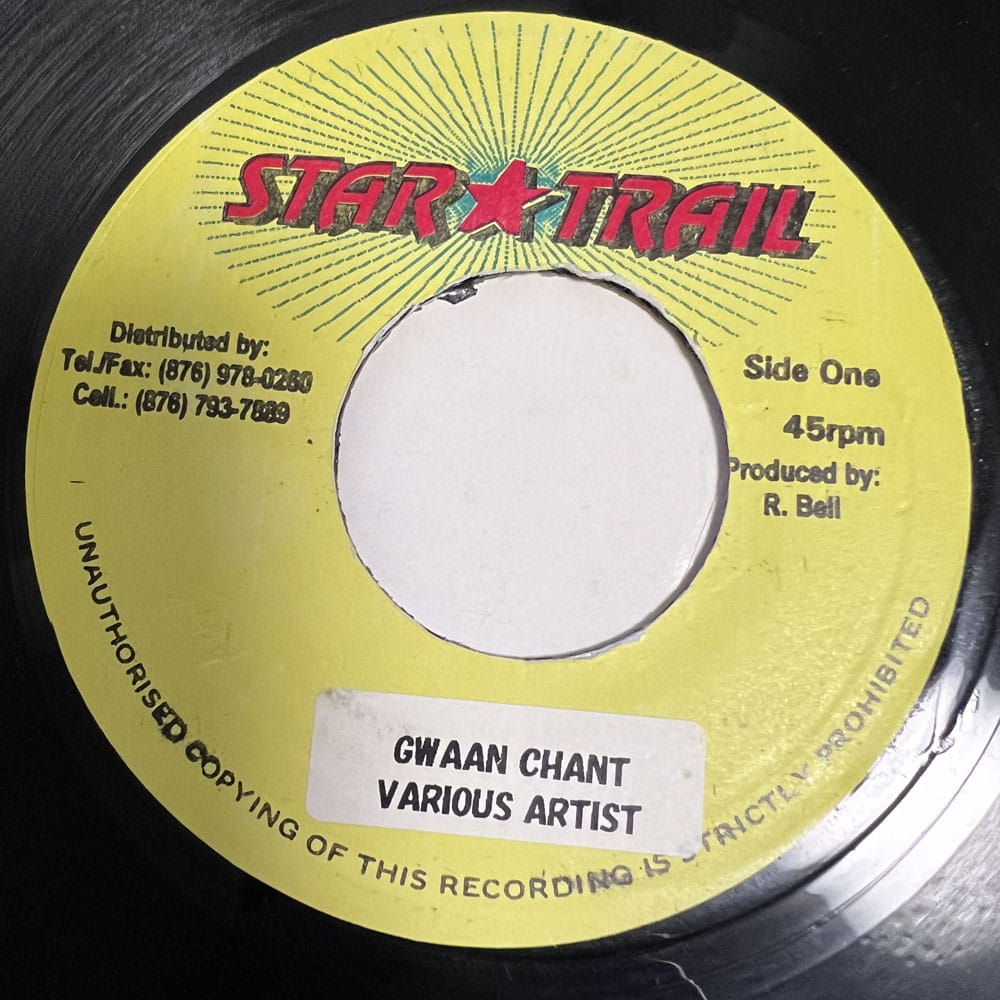 STAR★TRAIL
Distributed by:
Tel./Fax: (876) 978-0260
Cell.: (876) 793-7889
Side One
45rpm
Produced by:
R. Bell
GWAAN CHANT
VARIOUS ARTIST
UNAUTHORISED COPYING OF THIS RECORDING IS STRICTLY PROHIBITED